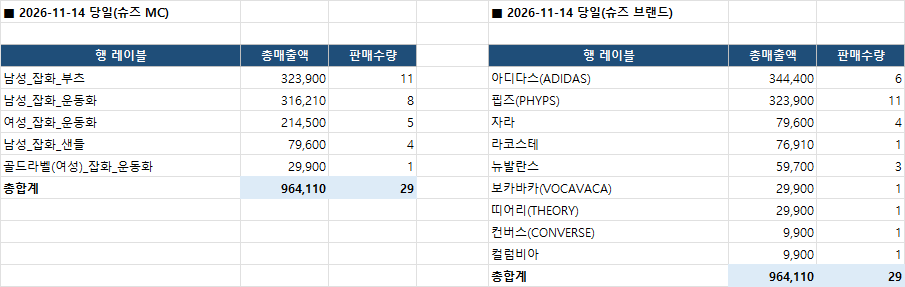 ■ 2026-11-14 당일(슈즈 MC)
행 레이블 총매출액 판매수량
남성_잡화_부츠 323,900 11
남성_잡화_운동화 316,210 8
여성_잡화_운동화 214,500 5
남성_잡화_샌들 79,600 4
골드라벨(여성)_잡화_운동화 29,900 1
총합계 964,110 29
■ 2026-11-14 당일(슈즈 브랜드)
행 레이블 총매출액 판매수량
아디다스(ADIDAS) 344,400 6
핍즈(PHYPS) 323,900 11
자라 79,600 4
라코스테 76,910 1
뉴발란스 59,700 3
보카바카(VOCAVACA) 29,900 1
띠어리(THEORY) 29,900 1
컨버스(CONVERSE) 9,900 1
컬럼비아 9,900 1
총합계 964,110 29